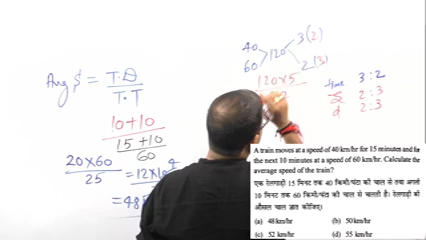 Avg S = T.D / T.T
10+10
15+10 / 60
20×60 / 25
= 12×10 4
= 48
40
60
120
3 (2)
2 (3)
120×5
time 3 : 2
S 2 : 3
d 2 : 3
A train moves at a speed of 40 km/hr for 15 minutes and for
the next 10 minutes at a speed of 60 km/hr. Calculate the
average speed of the train?
एक रेलगाड़ी 15 मिनट तक 40 किमी/घंटा की चाल से तथा अगले
10 मिनट तक 60 किमी/घंटा की चाल से चलती है। रेलगाड़ी की
औसत चाल ज्ञात कीजिए।
(a) 48 km/hr (b) 50 km/hr
(c) 52 km/hr (d) 55 km/hr